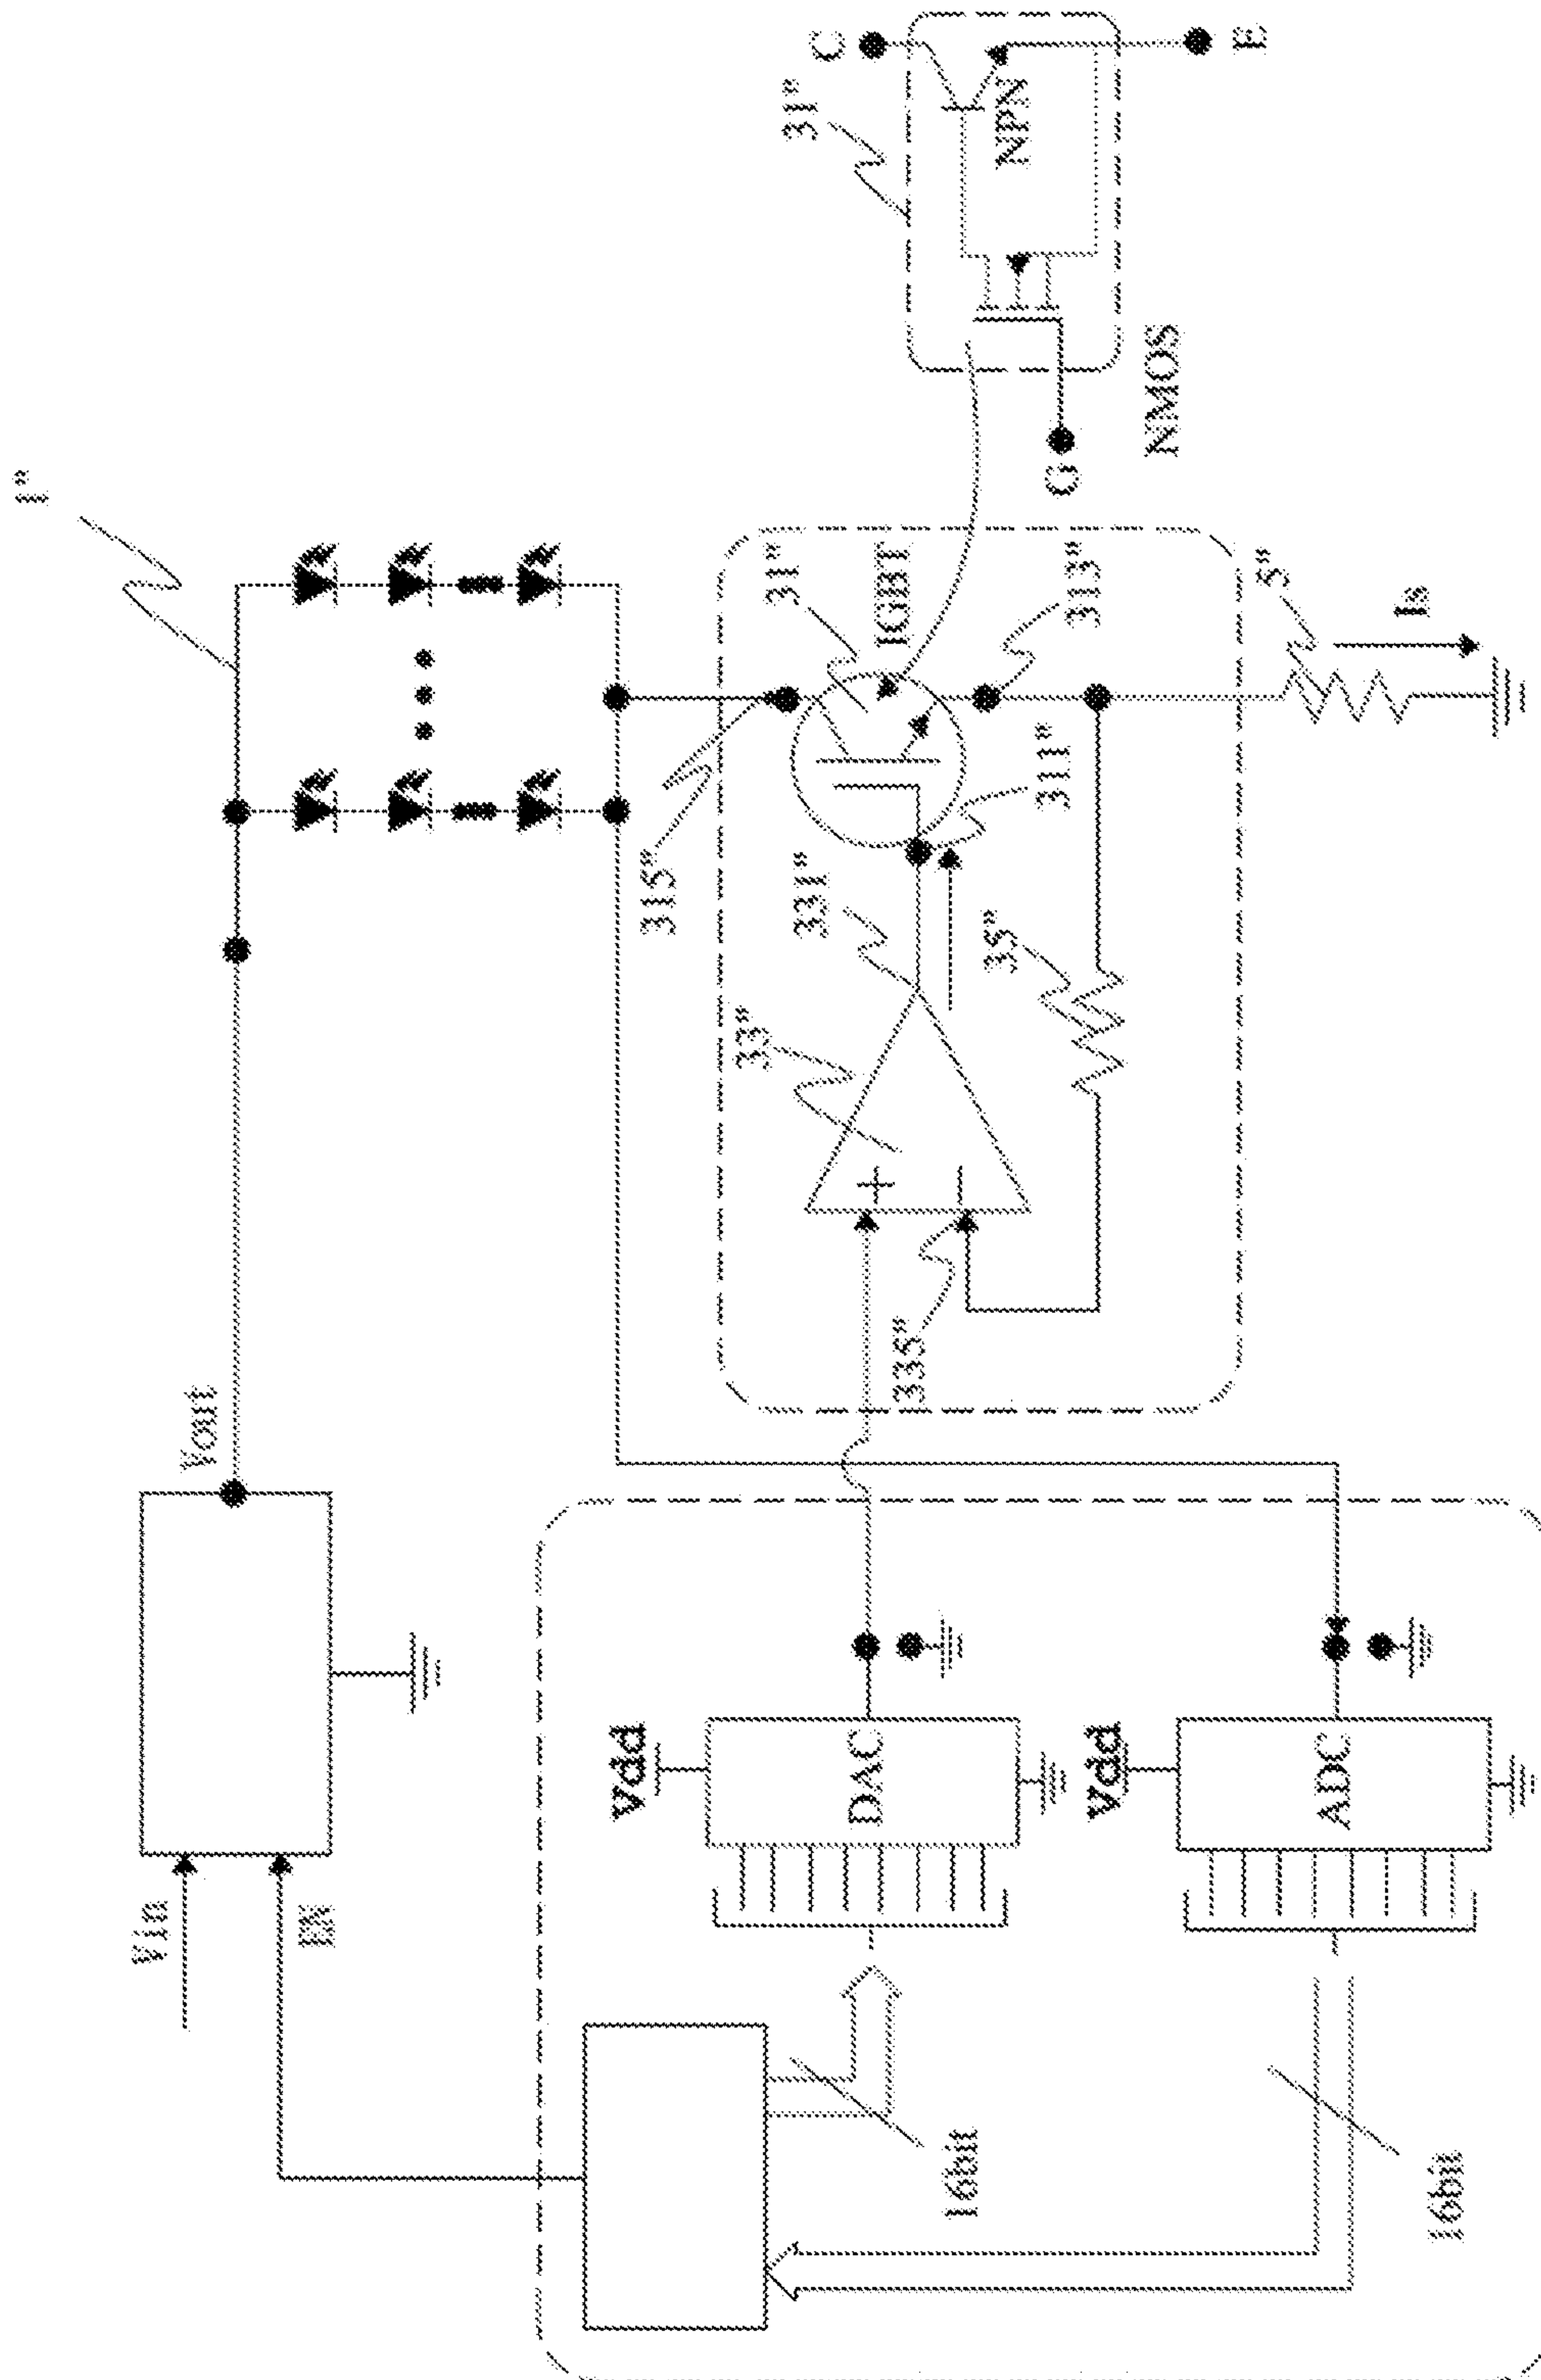 Vin
EN
Vout
1"
Vdd
DAC
16bit
Vdd
ADC
16bit
335"
33"
331"
315"
35"
311"
31"
IGBT
313"
5"
Is
G
NMOS
31"
NPN
C
E